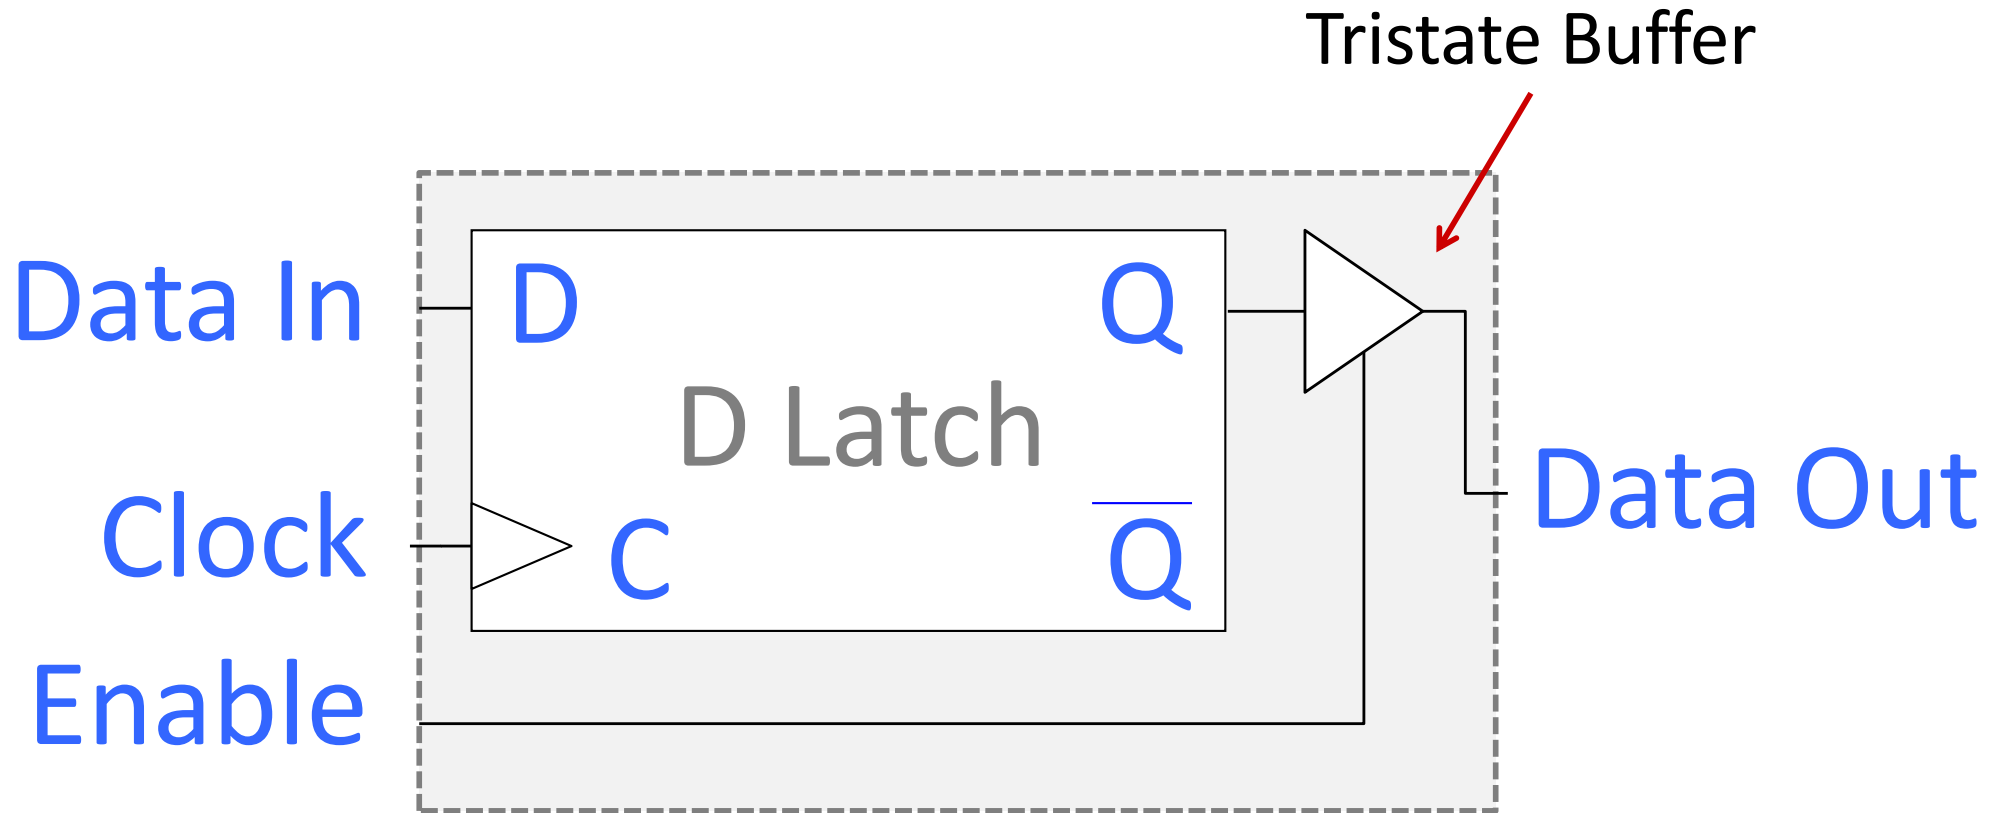 Tristate Buffer
Data In
D
Q
D Latch
Clock
C
Q̅
Data Out
Enable